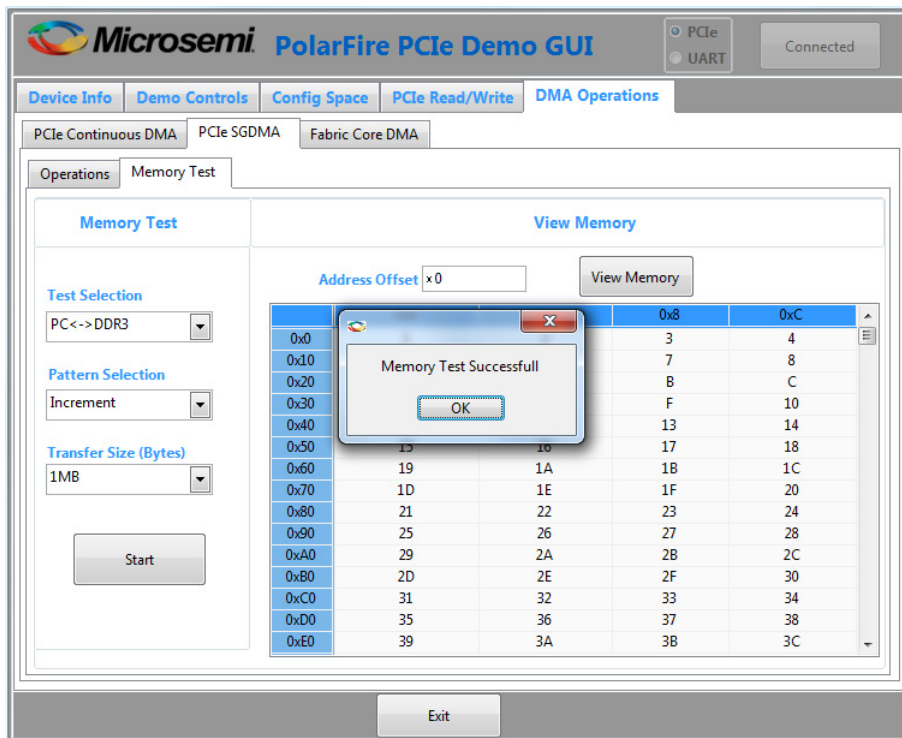 Microsemi. PolarFire PCIe Demo GUI
PCIe
UART
Connected
Device Info Demo Controls Config Space PCIe Read/Write DMA Operations
PCIe Continuous DMA PCIe SGDMA Fabric Core DMA
Operations Memory Test
Memory Test
View Memory
Test Selection
PC<->DDR3
Pattern Selection
Increment
Transfer Size (Bytes)
1MB
Start
Address Offset x 0 View Memory
0x8 0xC
0x0 3 4
0x10 7 8
0x20 B C
0x30 F 10
0x40 13 14
0x50 15 16 17 18
0x60 19 1A 1B 1C
0x70 1D 1E 1F 20
0x80 21 22 23 24
0x90 25 26 27 28
0xA0 29 2A 2B 2C
0xB0 2D 2E 2F 30
0xC0 31 32 33 34
0xD0 35 36 37 38
0xE0 39 3A 3B 3C
Memory Test Successfull
OK
Exit